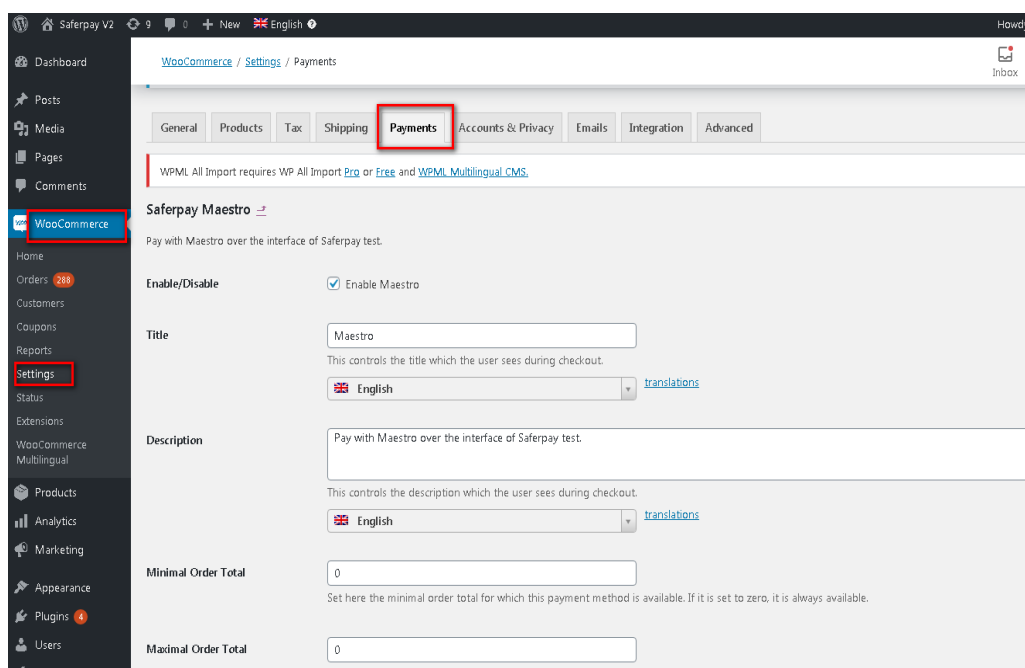 Saferpay V2 9 0 New English
Howdy
Dashboard
Posts
Media
Pages
Comments
WooCommerce
Home
Orders 288
Customers
Coupons
Reports
Settings
Status
Extensions
WooCommerce
Multilingual
Products
Analytics
Marketing
Appearance
Plugins 4
Users
WooCommerce / Settings / Payments
Inbox
General Products Tax Shipping Payments Accounts & Privacy Emails Integration Advanced
WPML All Import requires WP All Import Pro or Free and WPML Multilingual CMS.
Saferpay Maestro
Pay with Maestro over the interface of Saferpay test.
Enable/Disable Enable Maestro
Title Maestro
This controls the title which the user sees during checkout.
English translations
Description Pay with Maestro over the interface of Saferpay test.
This controls the description which the user sees during checkout.
English translations
Minimal Order Total 0
Set here the minimal order total for which this payment method is available. If it is set to zero, it is always available.
Maximal Order Total 0